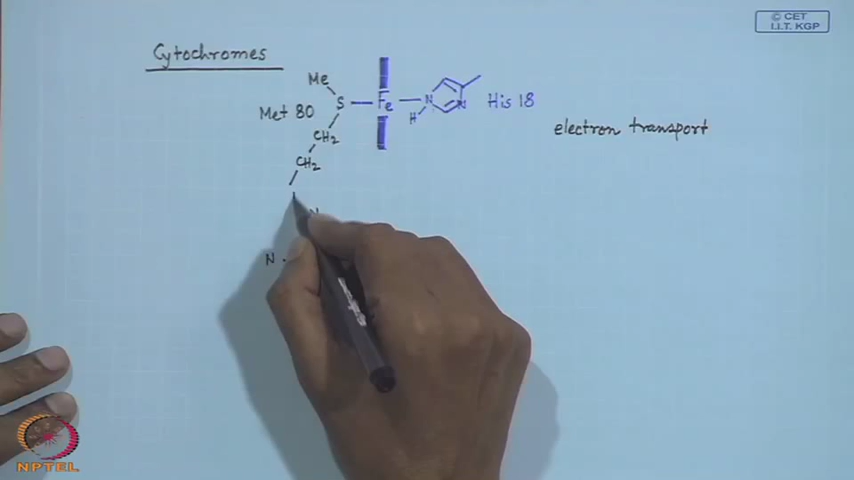 © CET
I.I.T. KGP
Cytochromes
Me
S Fe N N His 18
Met 80
H
CH2
CH2
electron transport
N
N
NPTEL